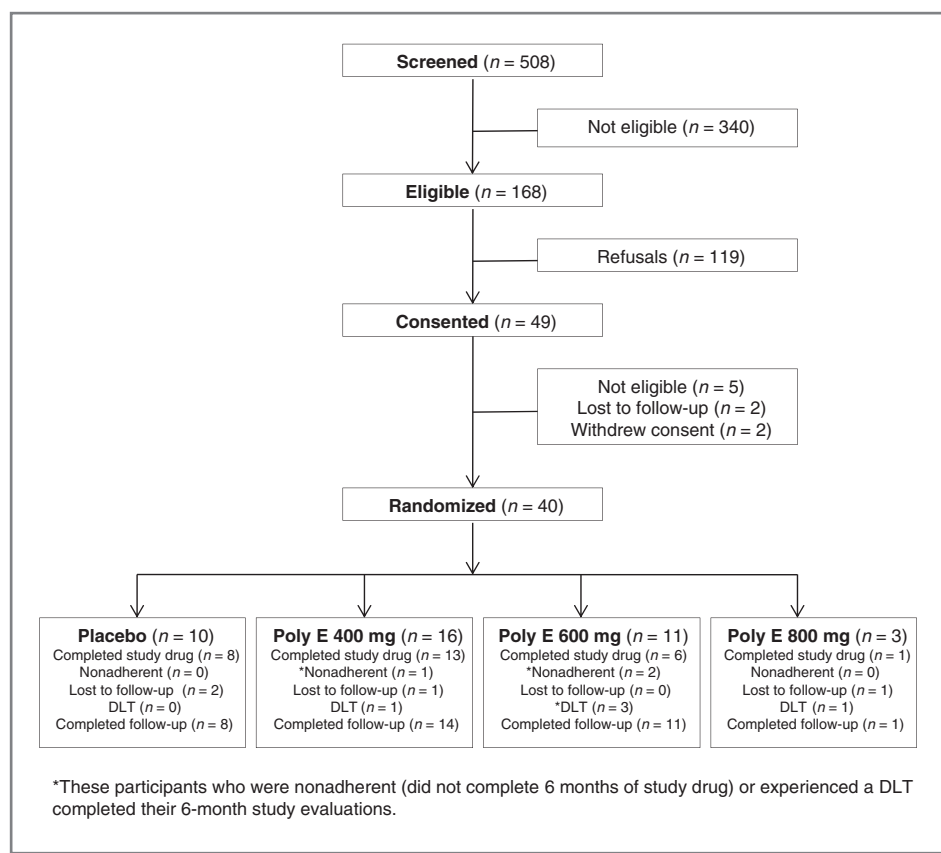 Screened (n = 508)
Not eligible (n = 340)
Eligible (n = 168)
Refusals (n = 119)
Consented (n = 49)
Not eligible (n = 5)
Lost to follow-up (n = 2)
Withdrew consent (n = 2)
Randomized (n = 40)
Placebo (n = 10)
Completed study drug (n = 8)
Nonadherent (n = 0)
Lost to follow-up (n = 2)
DLT (n = 0)
Completed follow-up (n = 8)
Poly E 400 mg (n = 16)
Completed study drug (n = 13)
*Nonadherent (n = 1)
Lost to follow-up (n = 1)
DLT (n = 1)
Completed follow-up (n = 14)
Poly E 600 mg (n = 11)
Completed study drug (n = 6)
*Nonadherent (n = 2)
Lost to follow-up (n = 0)
*DLT (n = 3)
Completed follow-up (n = 11)
Poly E 800 mg (n = 3)
Completed study drug (n = 1)
Nonadherent (n = 0)
Lost to follow-up (n = 1)
DLT (n = 1)
Completed follow-up (n = 1)
*These participants who were nonadherent (did not complete 6 months of study drug) or experienced a DLT
completed their 6-month study evaluations.